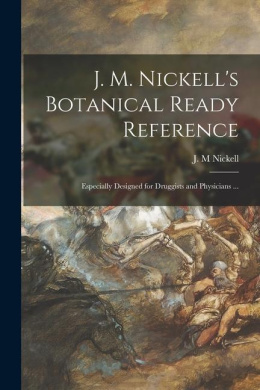 J. M. Nickell's
Botanical Ready
Reference
J. M Nickell
Especially Designed for Druggists and Physicians ...